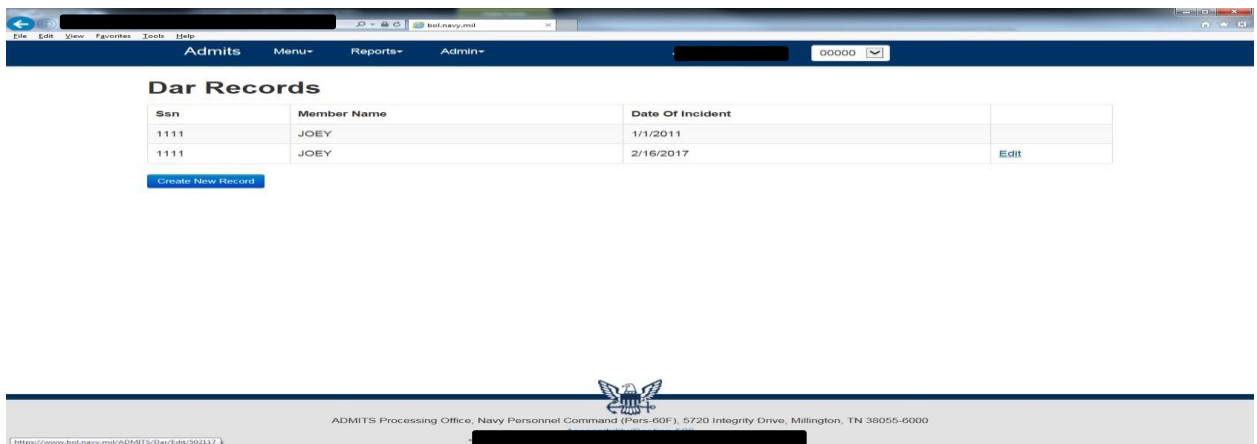 bol.navy.mil
File Edit View Favorites Tools Help
Admits Menu Reports Admin 00000
Dar Records
Ssn Member Name Date Of Incident
1111 JOEY 1/1/2011
1111 JOEY 2/16/2017 Edit
Create New Record
ADMITS Processing Office, Navy Personnel Command (Pers-60F), 5720 Integrity Drive, Millington, TN 38055-6000
https://www.bol.navy.mil/ADMITS/Dar/Edit/502117